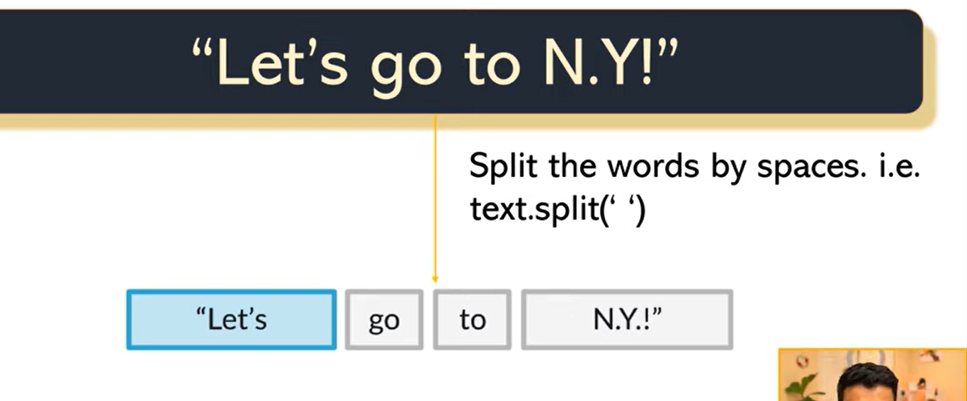 “Let’s go to N.Y!”
Split the words by spaces. i.e.
text.split(‘ ‘)
“Let’s go to N.Y.!”